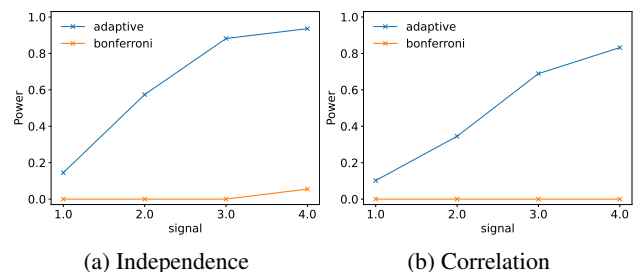 1.0
0.8
0.6
0.4
0.2
0.0
Power
adaptive
bonferroni
1.0 2.0 3.0 4.0
signal
(a) Independence
1.0
0.8
0.6
0.4
0.2
0.0
Power
adaptive
bonferroni
1.0 2.0 3.0 4.0
signal
(b) Correlation